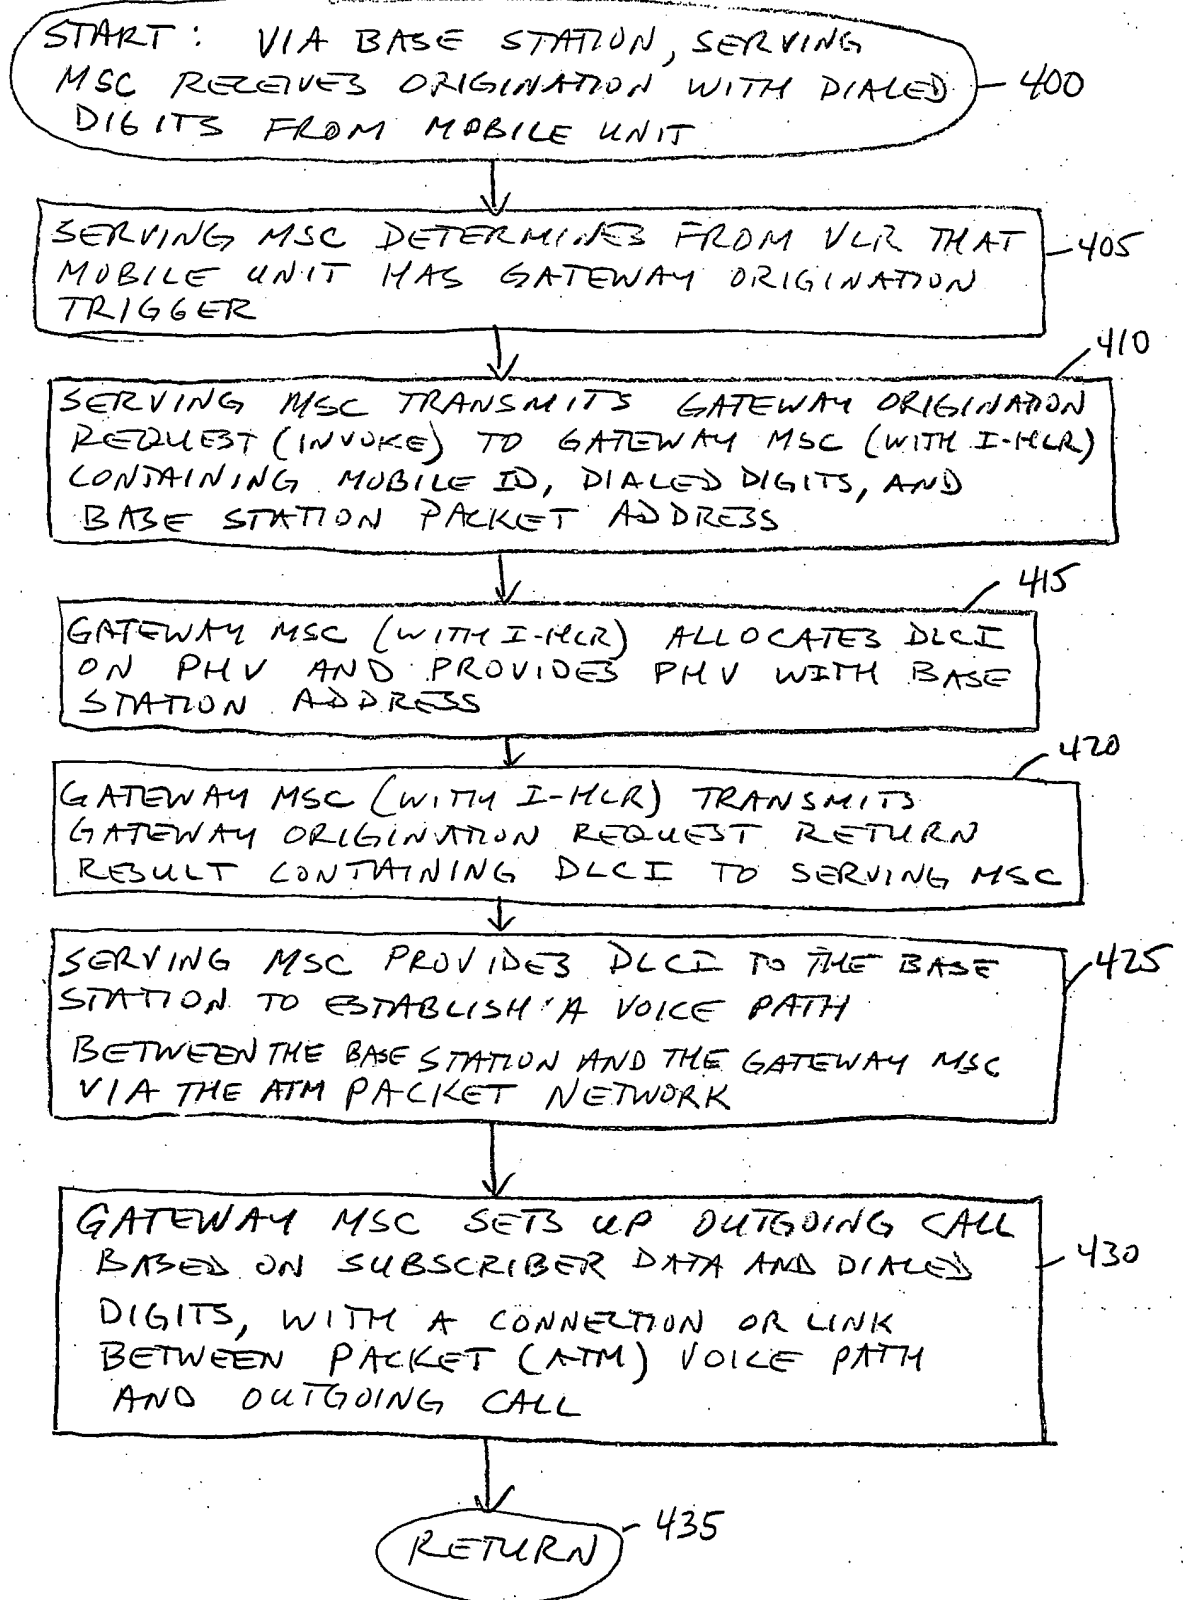 START: VIA BASE STATION, SERVING
MSC RECEIVES ORIGINATION WITH DIALED
DIGITS FROM MOBILE UNIT
400
SERVING MSC DETERMINES FROM VLR THAT
MOBILE UNIT HAS GATEWAY ORIGINATION
TRIGGER
405
410
SERVING MSC TRANSMITS GATEWAY ORIGINATION
REQUEST (INVOKE) TO GATEWAY MSC (WITH I-HLR)
CONTAINING MOBILE ID, DIALED DIGITS, AND
BASE STATION PACKET ADDRESS
415
GATEWAY MSC (WITH I-HLR) ALLOCATES DLCI
ON PHV AND PROVIDES PHV WITH BASE
STATION ADDRESS
420
GATEWAY MSC (WITH I-HLR) TRANSMITS
GATEWAY ORIGINATION REQUEST RETURN
RESULT CONTAINING DLCI TO SERVING MSC
SERVING MSC PROVIDES DLCI TO THE BASE
STATION TO ESTABLISH A VOICE PATH
BETWEEN THE BASE STATION AND THE GATEWAY MSC
VIA THE ATM PACKET NETWORK
425
GATEWAY MSC SETS UP OUTGOING CALL
BASED ON SUBSCRIBER DATA AND DIALED
DIGITS, WITH A CONNECTION OR LINK
BETWEEN PACKET (ATM) VOICE PATH
AND OUTGOING CALL
430
RETURN
435